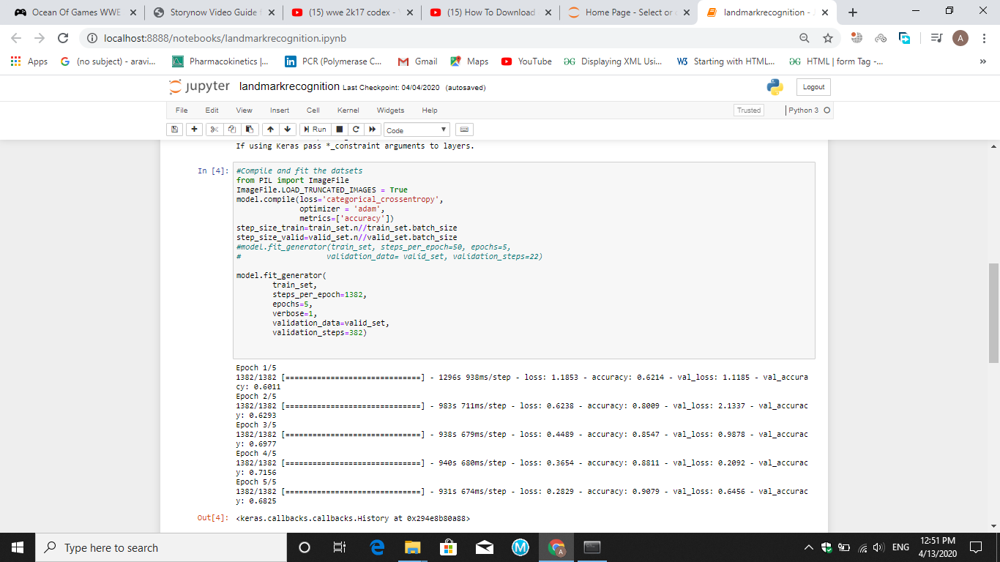 Ocean Of Games WWE
Storynow Video Guide
(15) wwe 2k17 codex -
(15) How To Download
Home Page - Select or
landmarkrecognition -
localhost:8888/notebooks/landmarkrecognition.ipynb
A
Apps
(no subject) - aravi...
Pharmacokinetics |...
PCR (Polymerase C...
Gmail
Maps
YouTube
Displaying XML Usi...
Starting with HTML...
HTML | form Tag -...
»
jupyter landmarkrecognition Last Checkpoint: 04/04/2020 (autosaved)
Logout
File Edit View Insert Cell Kernel Widgets Help
Trusted
Python 3
Run
Code
If using Keras pass *_constraint arguments to layers.
In [4]: #Compile and fit the datsets
from PIL import ImageFile
ImageFile.LOAD_TRUNCATED_IMAGES = True
model.compile(loss='categorical_crossentropy',
optimizer = 'adam',
metrics=['accuracy'])
step_size_train=train_set.n//train_set.batch_size
step_size_valid=valid_set.n//valid_set.batch_size
#model.fit_generator(train_set, steps_per_epoch=50, epochs=5,
# validation_data= valid_set, validation_steps=22)
model.fit_generator(
train_set,
steps_per_epoch=1382,
epochs=5,
verbose=1,
validation_data=valid_set,
validation_steps=382)
Epoch 1/5
1382/1382 [==============================] - 1296s 938ms/step - loss: 1.1853 - accuracy: 0.6214 - val_loss: 1.1185 - val_accura
cy: 0.6011
Epoch 2/5
1382/1382 [==============================] - 983s 711ms/step - loss: 0.6238 - accuracy: 0.8009 - val_loss: 2.1337 - val_accurac
y: 0.6293
Epoch 3/5
1382/1382 [==============================] - 938s 679ms/step - loss: 0.4489 - accuracy: 0.8547 - val_loss: 0.9878 - val_accurac
y: 0.6977
Epoch 4/5
1382/1382 [==============================] - 940s 680ms/step - loss: 0.3654 - accuracy: 0.8811 - val_loss: 0.2092 - val_accurac
y: 0.7156
Epoch 5/5
1382/1382 [==============================] - 931s 674ms/step - loss: 0.2829 - accuracy: 0.9079 - val_loss: 0.6456 - val_accurac
y: 0.6825
Out[4]: <keras.callbacks.callbacks.History at 0x294e8b80a88>
Type here to search
ENG
12:51 PM
4/13/2020